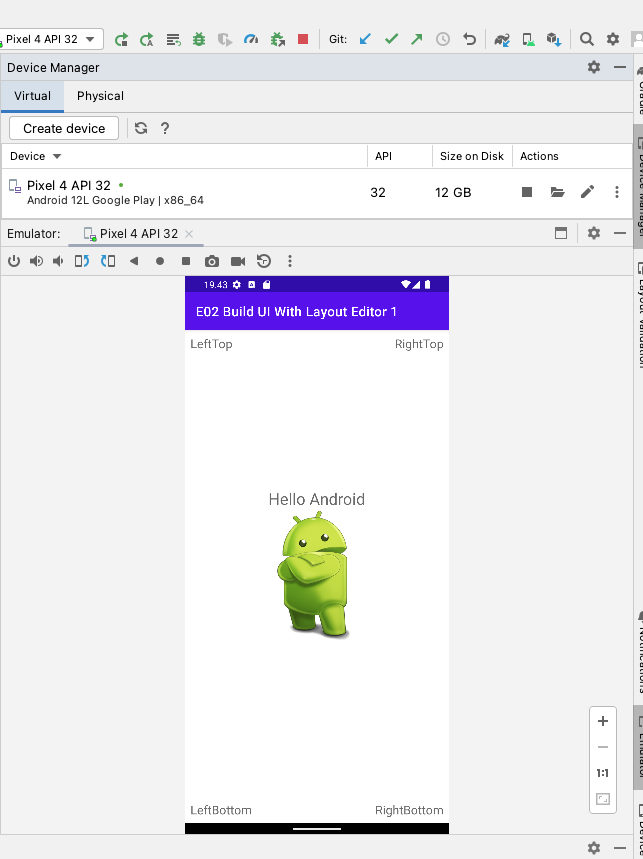 Pixel 4 API 32
Git:
Device Manager
Virtual Physical
Create device ?
Device API Size on Disk Actions
Pixel 4 API 32 32 12 GB
Android 12L Google Play | x86_64
Emulator: Pixel 4 API 32
19.43
E02 Build UI With Layout Editor 1
LeftTop RightTop
Hello Android
1:1
LeftBottom RightBottom
Gradle
Device Manager
Layout Validation
Notifications
Emulator